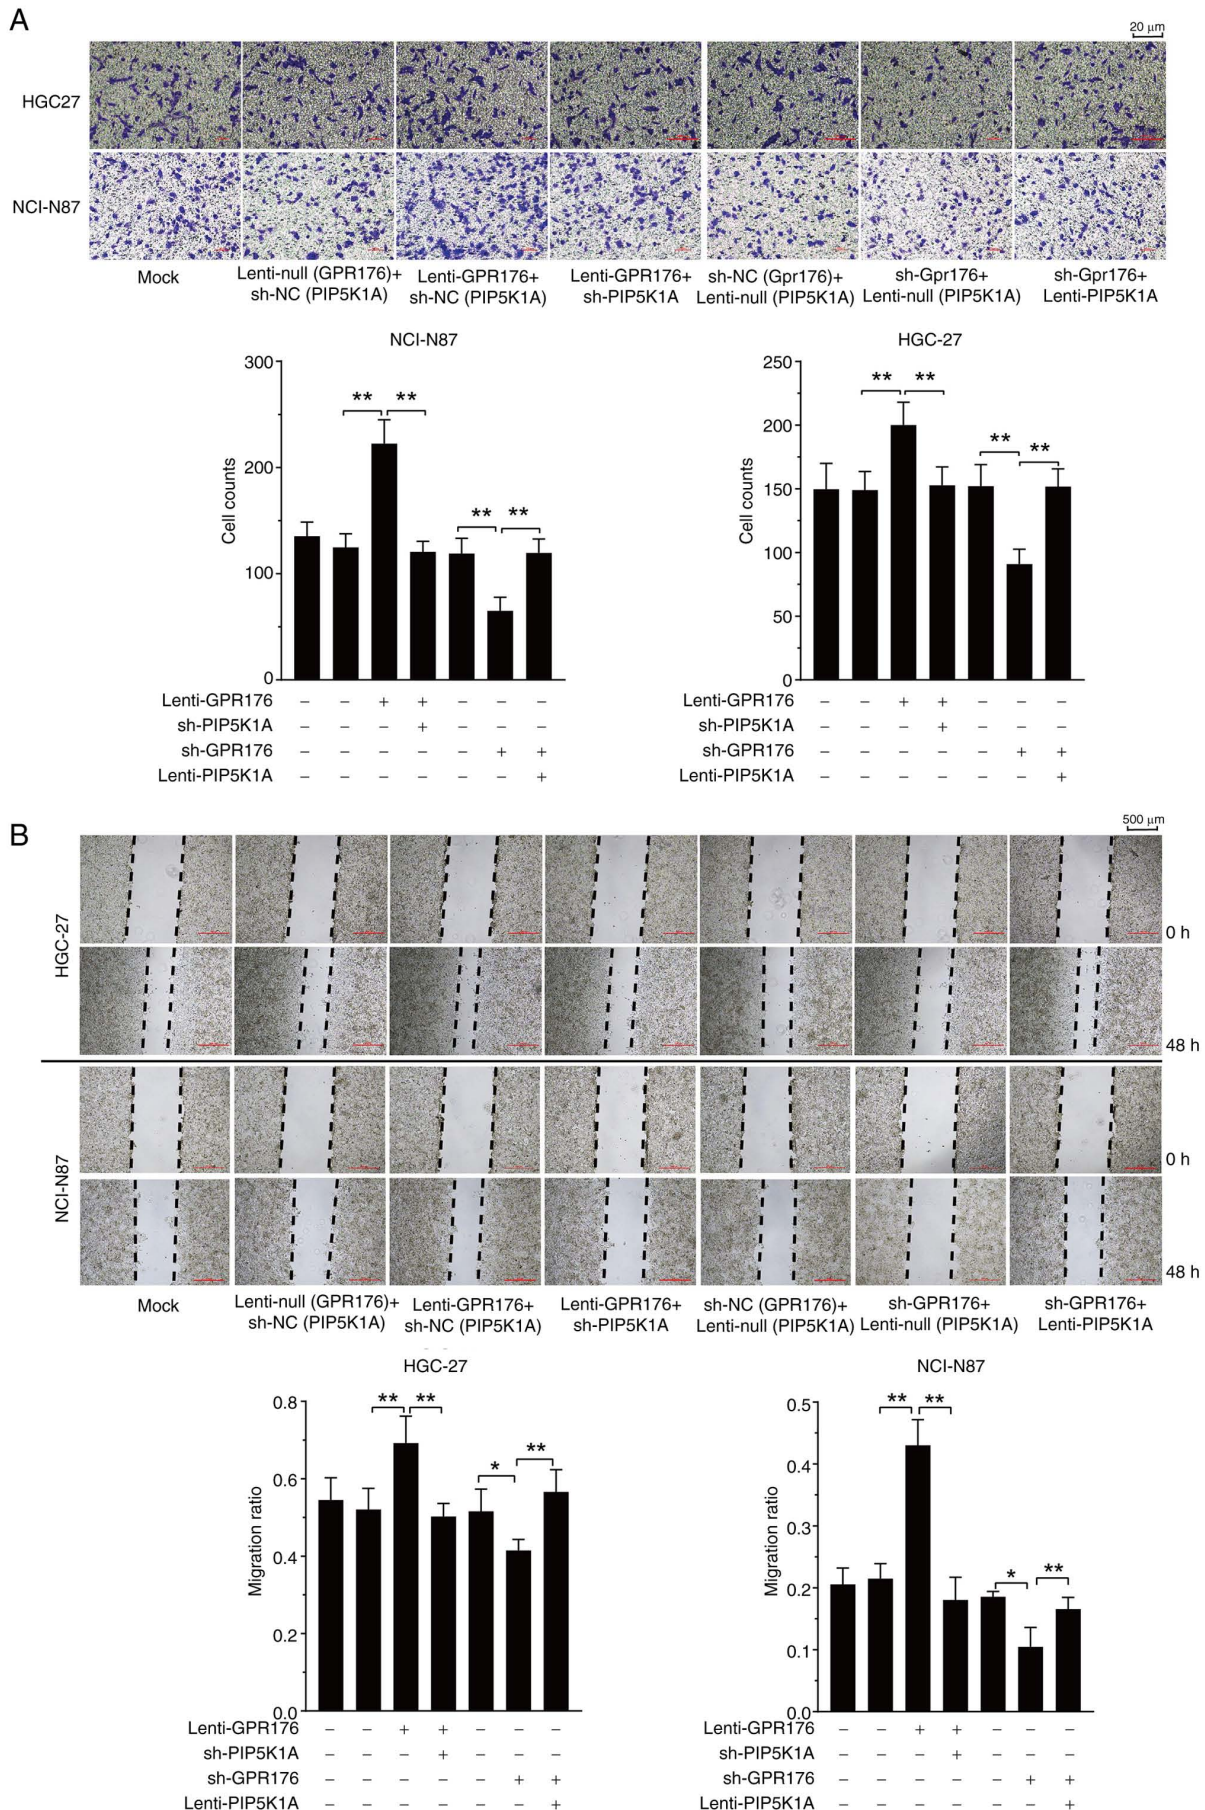 A
20 μm
HGC27
NCI-N87
Mock
Lenti-null (GPR176)+
sh-NC (PIP5K1A)
Lenti-GPR176+
sh-NC (PIP5K1A)
Lenti-GPR176+
sh-PIP5K1A
sh-NC (Gpr176)+
Lenti-null (PIP5K1A)
sh-Gpr176+
Lenti-null (PIP5K1A)
sh-Gpr176+
Lenti-PIP5K1A
NCI-N87
300
200
100
0
Cell counts
** **
** **
Lenti-GPR176 – – + + – – –
sh-PIP5K1A – – – + – – –
sh-GPR176 – – – – – + +
Lenti-PIP5K1A – – – – – – +
HGC-27
250
200
150
100
50
0
Cell counts
** **
** **
Lenti-GPR176 – – + + – – –
sh-PIP5K1A – – – + – – –
sh-GPR176 – – – – – + +
Lenti-PIP5K1A – – – – – – +
B
500 μm
HGC-27
0 h
48 h
NCI-N87
0 h
48 h
Mock
Lenti-null (GPR176)+
sh-NC (PIP5K1A)
Lenti-GPR176+
sh-NC (PIP5K1A)
Lenti-GPR176+
sh-PIP5K1A
sh-NC (GPR176)+
Lenti-null (PIP5K1A)
sh-GPR176+
Lenti-null (PIP5K1A)
sh-GPR176+
Lenti-PIP5K1A
HGC-27
0.8
0.6
0.4
0.2
0.0
Migration ratio
** **
* **
Lenti-GPR176 – – + + – – –
sh-PIP5K1A – – – + – – –
sh-GPR176 – – – – – + +
Lenti-PIP5K1A – – – – – – +
NCI-N87
0.5
0.4
0.3
0.2
0.1
0.0
Migration ratio
** **
* **
Lenti-GPR176 – – + + – – –
sh-PIP5K1A – – – + – – –
sh-GPR176 – – – – – + +
Lenti-PIP5K1A – – – – – – +